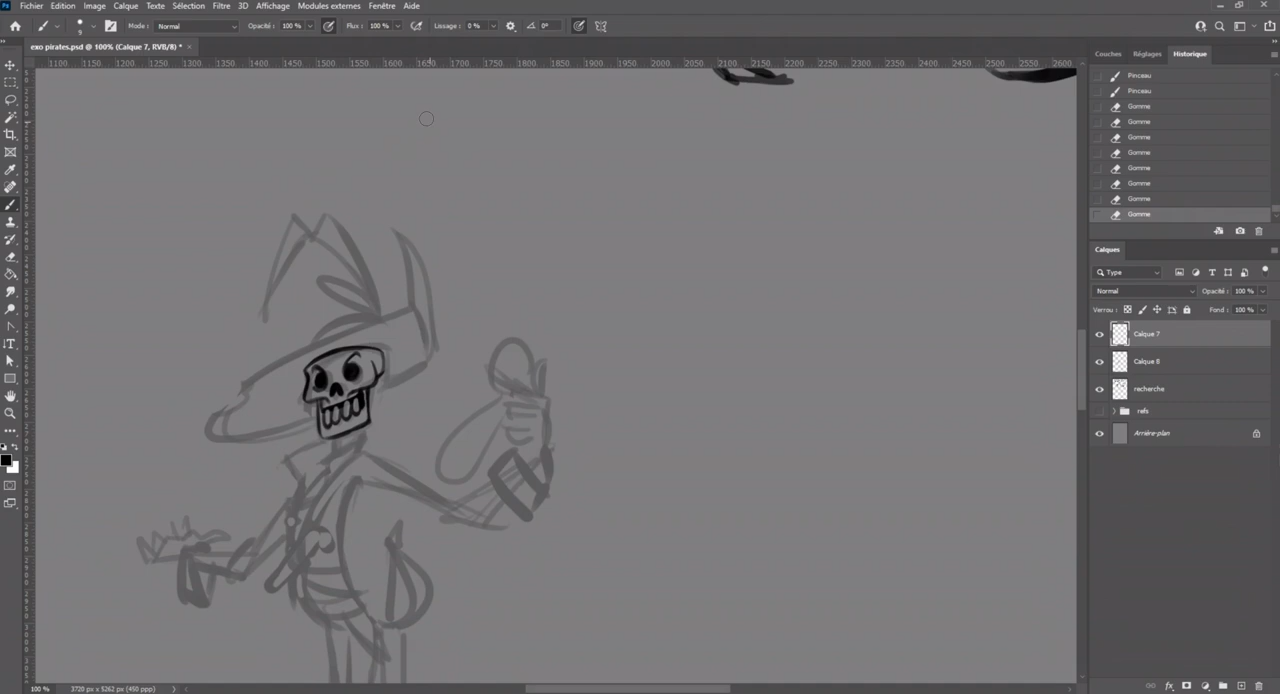 Ps Fichier Edition Image Calque Texte Sélection Filtre 3D Affichage Modules externes Fenêtre Aide
9 Mode : Normal Opacité : 100 % Flux : 100 % Lissage : 0 % 0°
exo pirates.psd @ 100% (Calque 7, RVB/8) * ×
Couches Réglages Historique
1100 1150 1200 1250 1300 1350 1400 1450 1500 1550 1600 1650 1700 1750 1800 1850 1900 1950 2000 2050 2100 2150 2200 2250 2300 2350 2400 2450 2500 2550 2600
Pinceau
Pinceau
Gomme
Gomme
Gomme
Gomme
Gomme
Gomme
Gomme
Gomme
Calques
Type
Normal Opacité : 100 %
Verrou : Fond : 100 %
Calque 7
Calque 8
recherche
refs
Arrière-plan
100 % 3720 px x 5262 px (450 ppp)